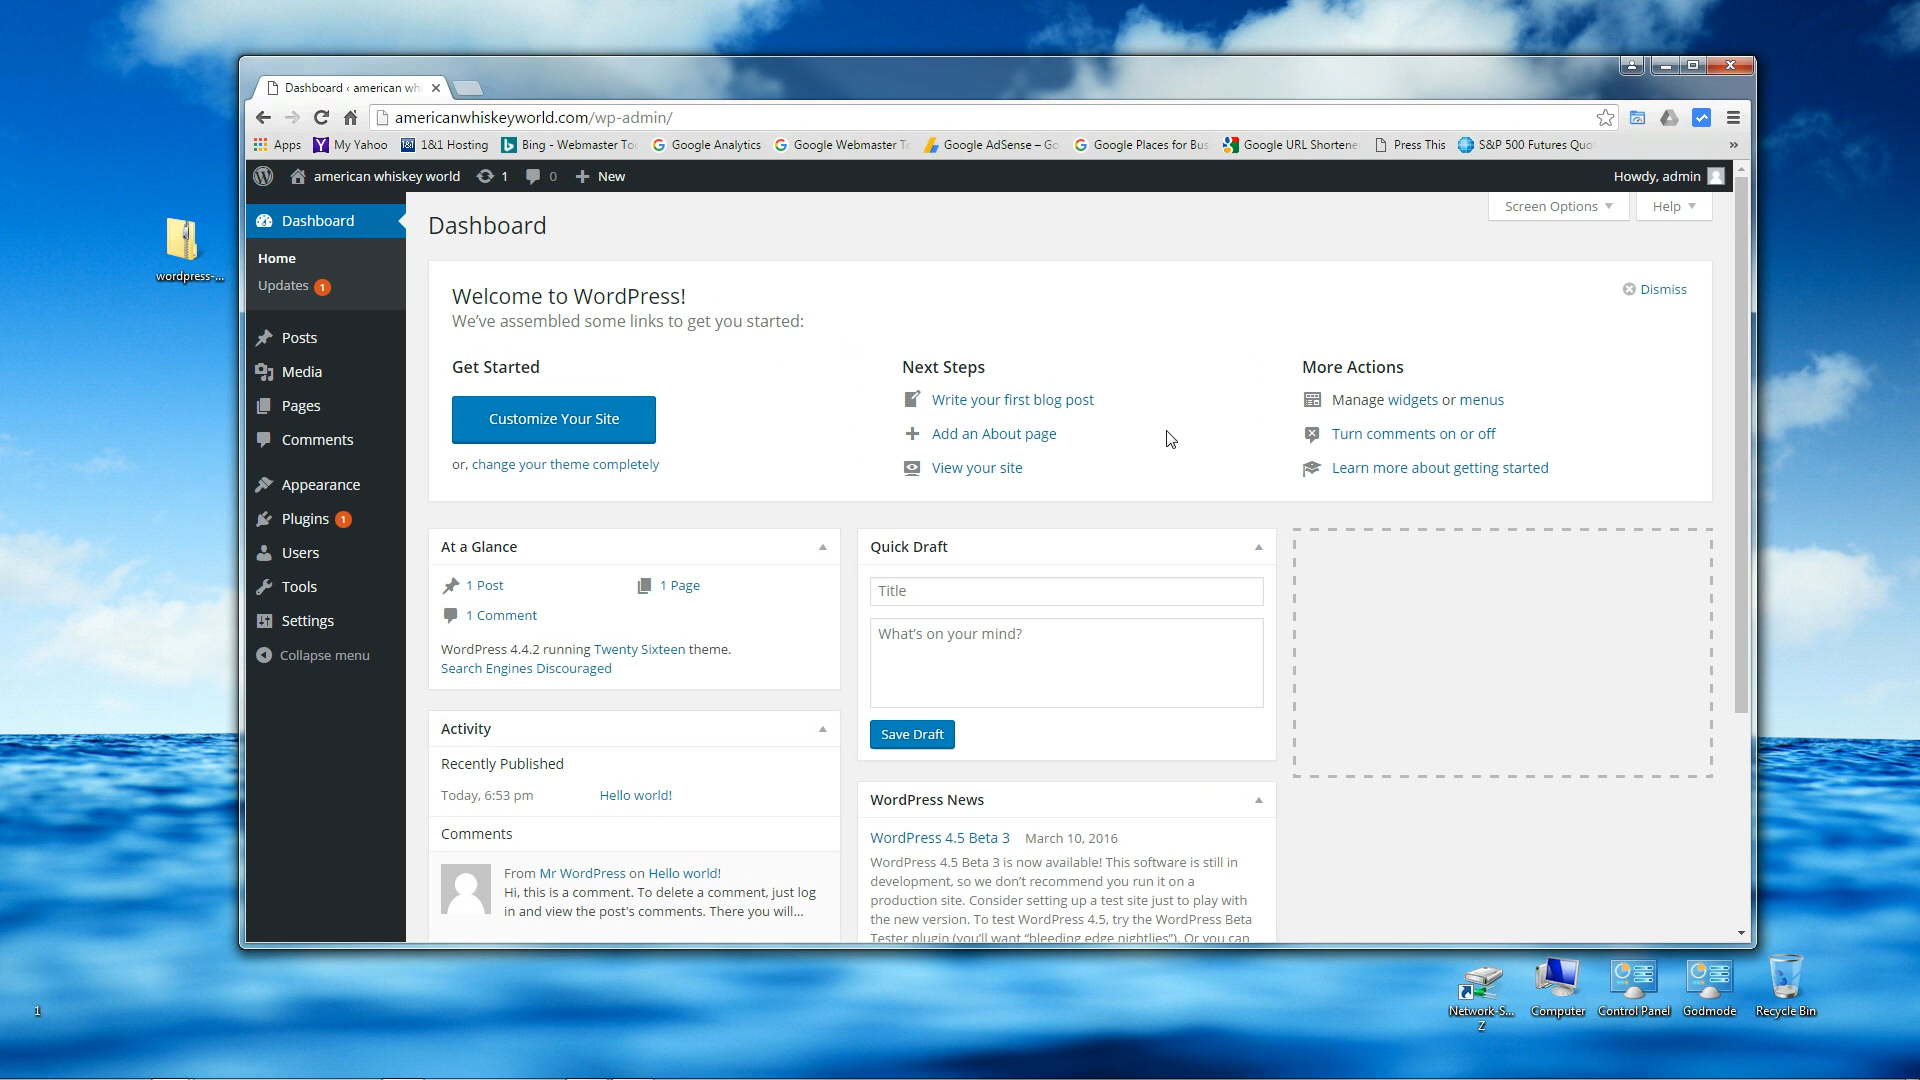 Dashboard ‹ american wh
americanwhiskeyworld.com/wp-admin/
Apps My Yahoo 1&1 Hosting Bing - Webmaster To Google Analytics Google Webmaster T Google AdSense – Go Google Places for Bus Google URL Shortene Press This S&P 500 Futures Quo »
american whiskey world 1 0 New Howdy, admin
Screen Options Help
Dashboard
Home
Updates 1
Posts
Media
Pages
Comments
Appearance
Plugins 1
Users
Tools
Settings
Collapse menu
Dashboard
Welcome to WordPress!
We've assembled some links to get you started:
Dismiss
Get Started
Customize Your Site
or, change your theme completely
Next Steps
Write your first blog post
Add an About page
View your site
More Actions
Manage widgets or menus
Turn comments on or off
Learn more about getting started
At a Glance
1 Post 1 Page
1 Comment
WordPress 4.4.2 running Twenty Sixteen theme.
Search Engines Discouraged
Activity
Recently Published
Today, 6:53 pm Hello world!
Comments
From Mr WordPress on Hello world!
Hi, this is a comment. To delete a comment, just log
in and view the post's comments. There you will...
Quick Draft
Title
What's on your mind?
Save Draft
WordPress News
WordPress 4.5 Beta 3 March 10, 2016
WordPress 4.5 Beta 3 is now available! This software is still in
development, so we don't recommend you run it on a
production site. Consider setting up a test site just to play with
the new version. To test WordPress 4.5, try the WordPress Beta
Tester plugin (you'll want "bleeding edge nightlies"). Or you can
wordpress-...
1
Network-S...
Z
Computer
Control Panel
Godmode
Recycle Bin